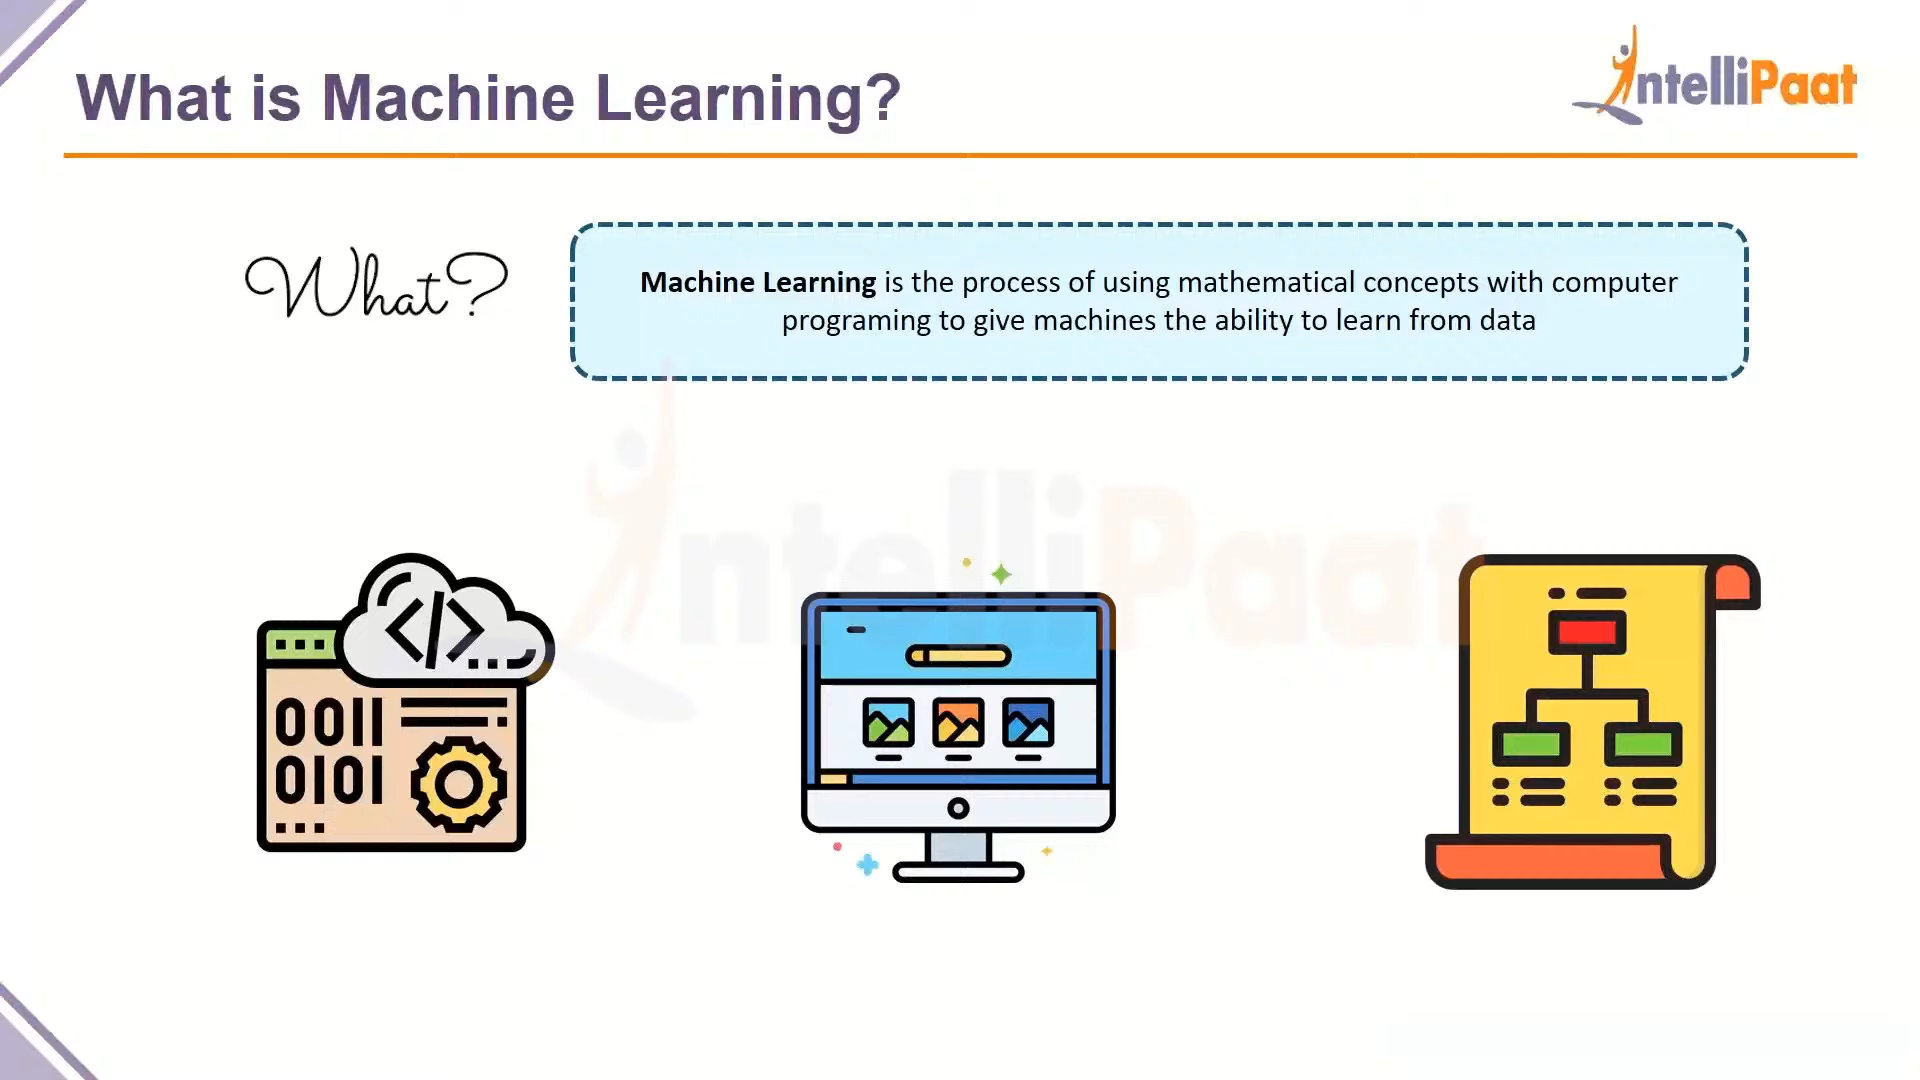 What is Machine Learning?
IntelliPaat
What?
Machine Learning is the process of using mathematical concepts with computer
programing to give machines the ability to learn from data
IntelliPaat
</>
0011
0101